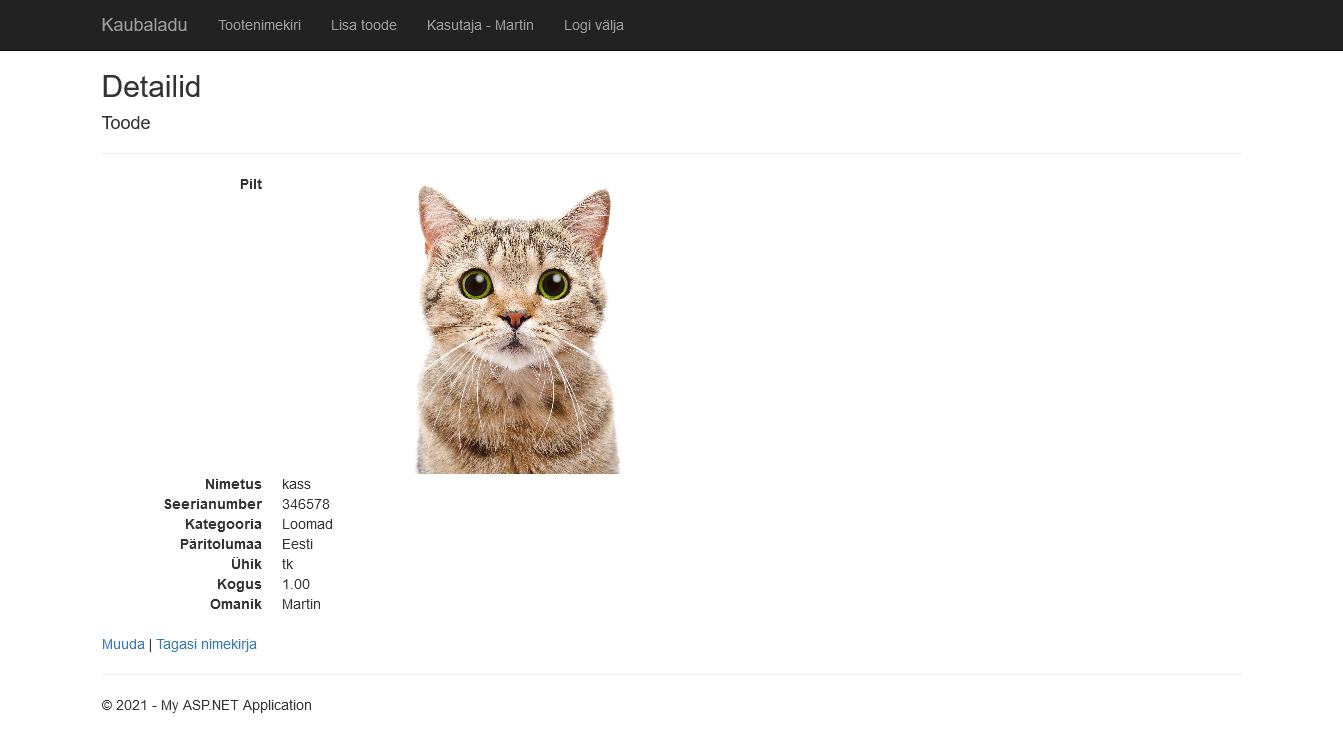 Kaubaladu Tootenimekiri Lisa toode Kasutaja - Martin Logi välja
Detailid
Toode
Pilt
Nimetus kass
Seerianumber 346578
Kategooria Loomad
Päritolumaa Eesti
Ühik tk
Kogus 1.00
Omanik Martin
Muuda | Tagasi nimekirja
© 2021 - My ASP.NET Application